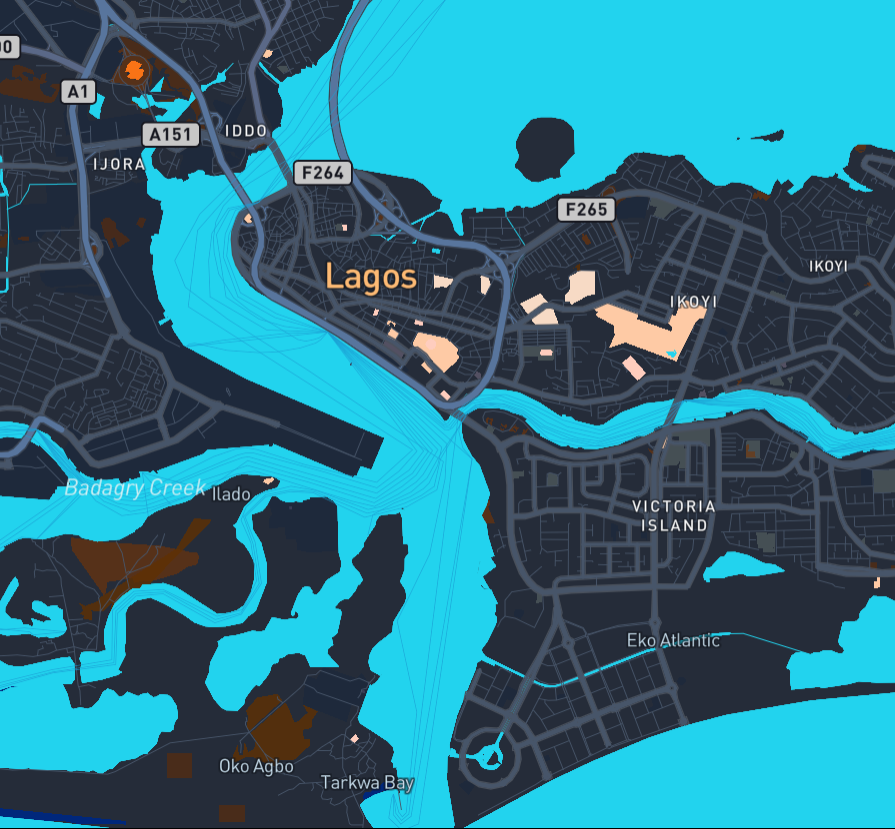 0
A1
A151
IDDO
IJORA
F264
F265
Lagos
IKOYI
IKOYI
Badagry Creek
Ilado
VICTORIA
ISLAND
Eko Atlantic
Oko Agbo
Tarkwa Bay